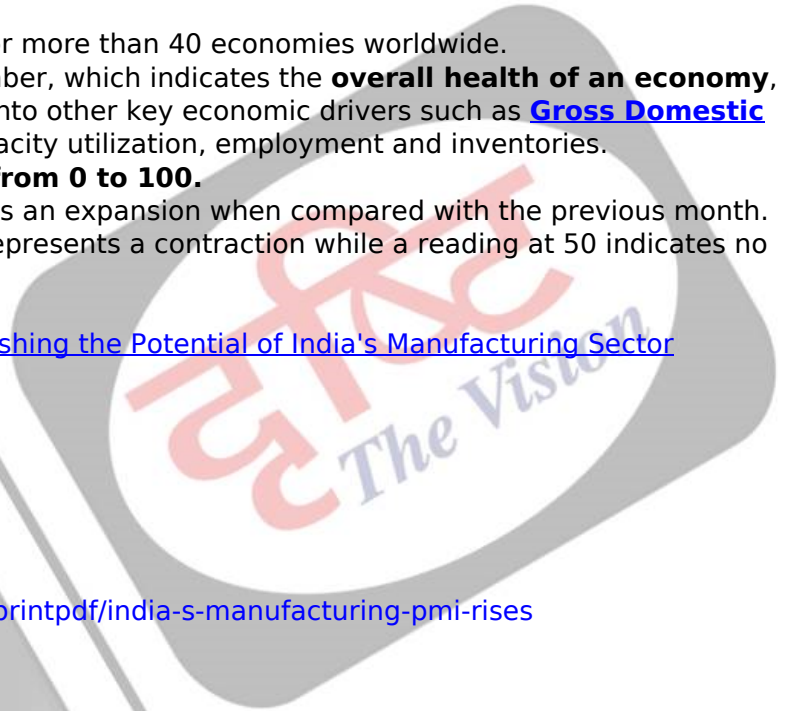 r more than 40 economies worldwide.
ber, which indicates the overall health of an economy,
nto other key economic drivers such as Gross Domestic
acity utilization, employment and inventories.
from 0 to 100.
s an expansion when compared with the previous month.
epresents a contraction while a reading at 50 indicates no
shing the Potential of India's Manufacturing Sector
दृष्टि
The Vision
printpdf/india-s-manufacturing-pmi-rises